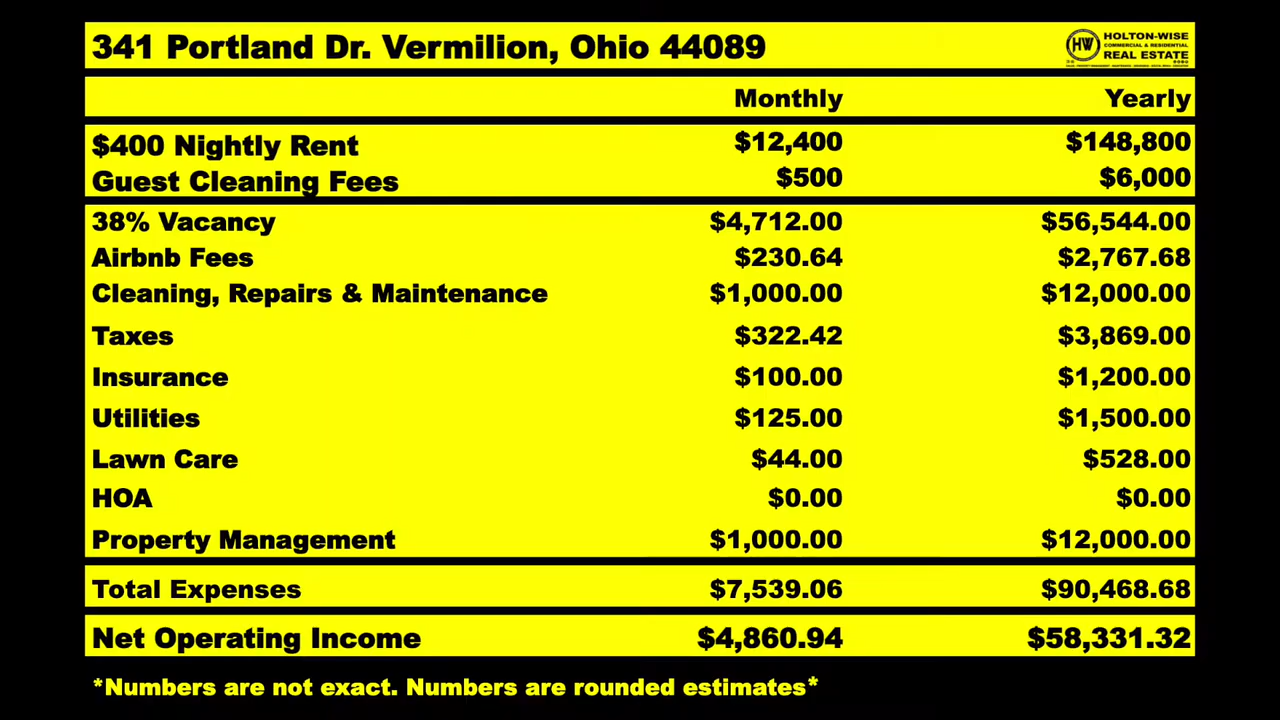 341 Portland Dr. Vermilion, Ohio 44089
HW HOLTON-WISE
COMMERCIAL & RESIDENTIAL
REAL ESTATE
Monthly Yearly
$400 Nightly Rent $12,400 $148,800
Guest Cleaning Fees $500 $6,000
38% Vacancy $4,712.00 $56,544.00
Airbnb Fees $230.64 $2,767.68
Cleaning, Repairs & Maintenance $1,000.00 $12,000.00
Taxes $322.42 $3,869.00
Insurance $100.00 $1,200.00
Utilities $125.00 $1,500.00
Lawn Care $44.00 $528.00
HOA $0.00 $0.00
Property Management $1,000.00 $12,000.00
Total Expenses $7,539.06 $90,468.68
Net Operating Income $4,860.94 $58,331.32
*Numbers are not exact. Numbers are rounded estimates*